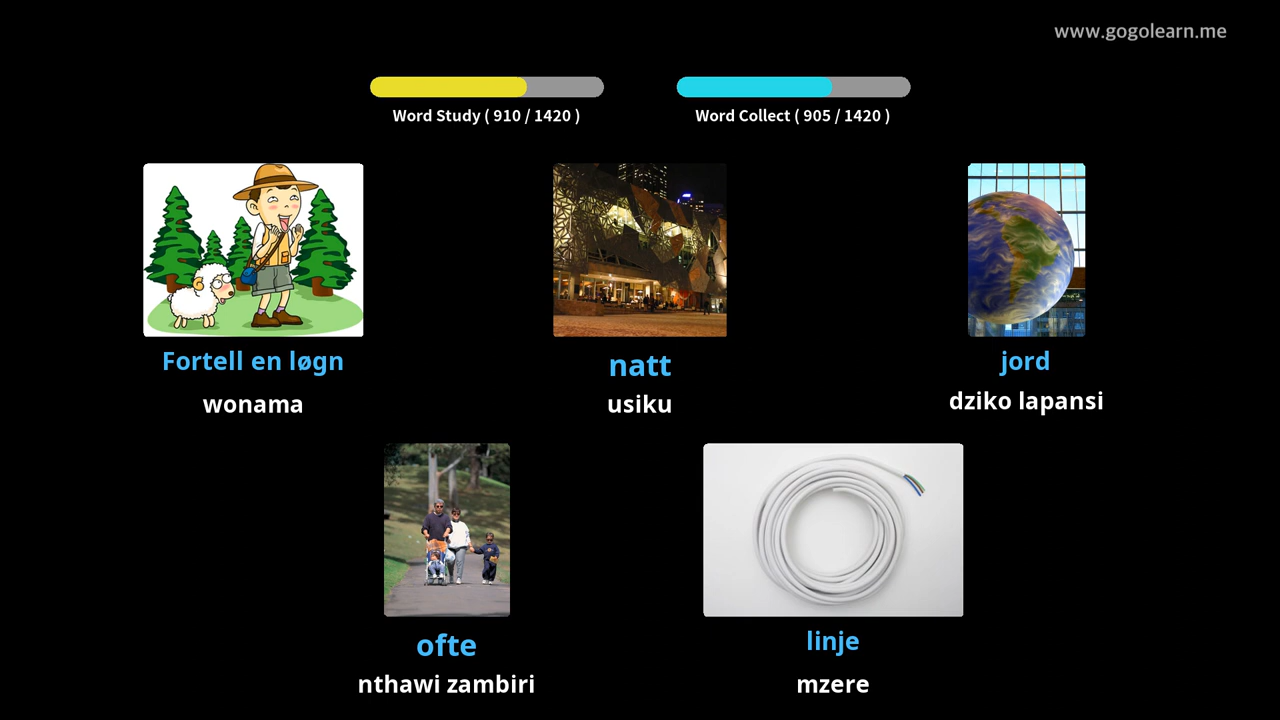 www.gogolearn.me
Word Study ( 910 / 1420 )
Word Collect ( 905 / 1420 )
Fortell en løgn
wonama
natt
usiku
jord
dziko lapansi
ofte
nthawi zambiri
linje
mzere